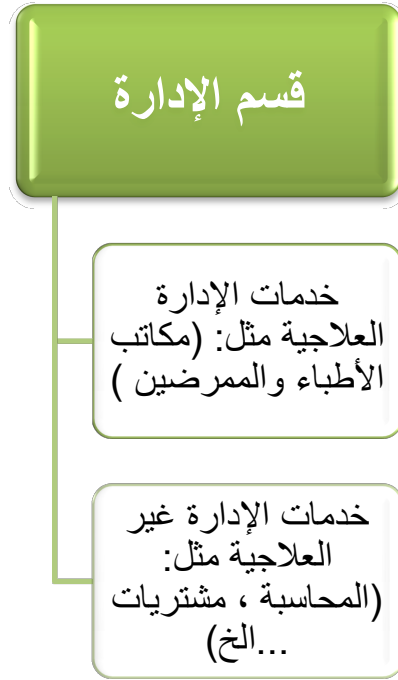 قسم الإدارة
خدمات الإدارة
العلاجية مثل: (مكاتب
الأطباء والممرضين )
خدمات الإدارة غير
العلاجية مثل:
(المحاسبة ، مشتريات
...الخ)